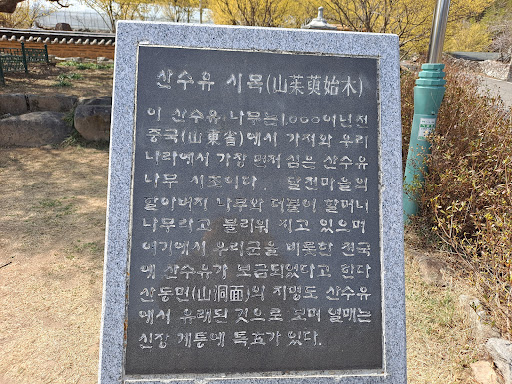 산수유 시목(山茱萸始木)
이 산수유 나무는 1,000여년전
중국(山東省)에서 가져와 우리
나라에서 가장 먼저 심은 산수유
나무 시조이다. 달전마을의
할아버지 나무와 더불어 할머니
나무라고 불리워 지고 있으며
여기에서 우리군을 비롯한 전국
에 산수유가 보금되었다고 한다
산동면(山洞面)의 지명도 산수유
에서 유래된 것으로 보며 열매는
신장 계통에 특효가 있다.